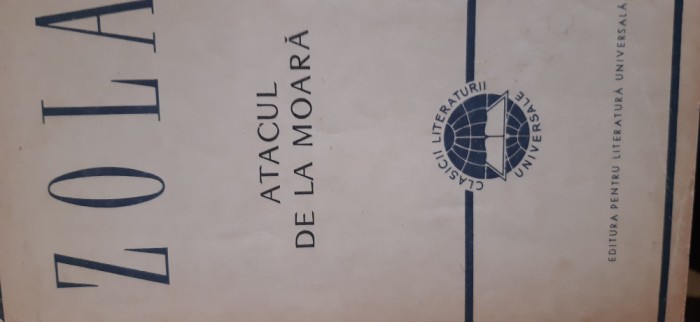 ZOLA
ATACUL
DE LA MOARĂ
CLASICII LITERATURII
UNIVERSALE
EDITURA PENTRU LITERATURĂ UNIVERSALĂ